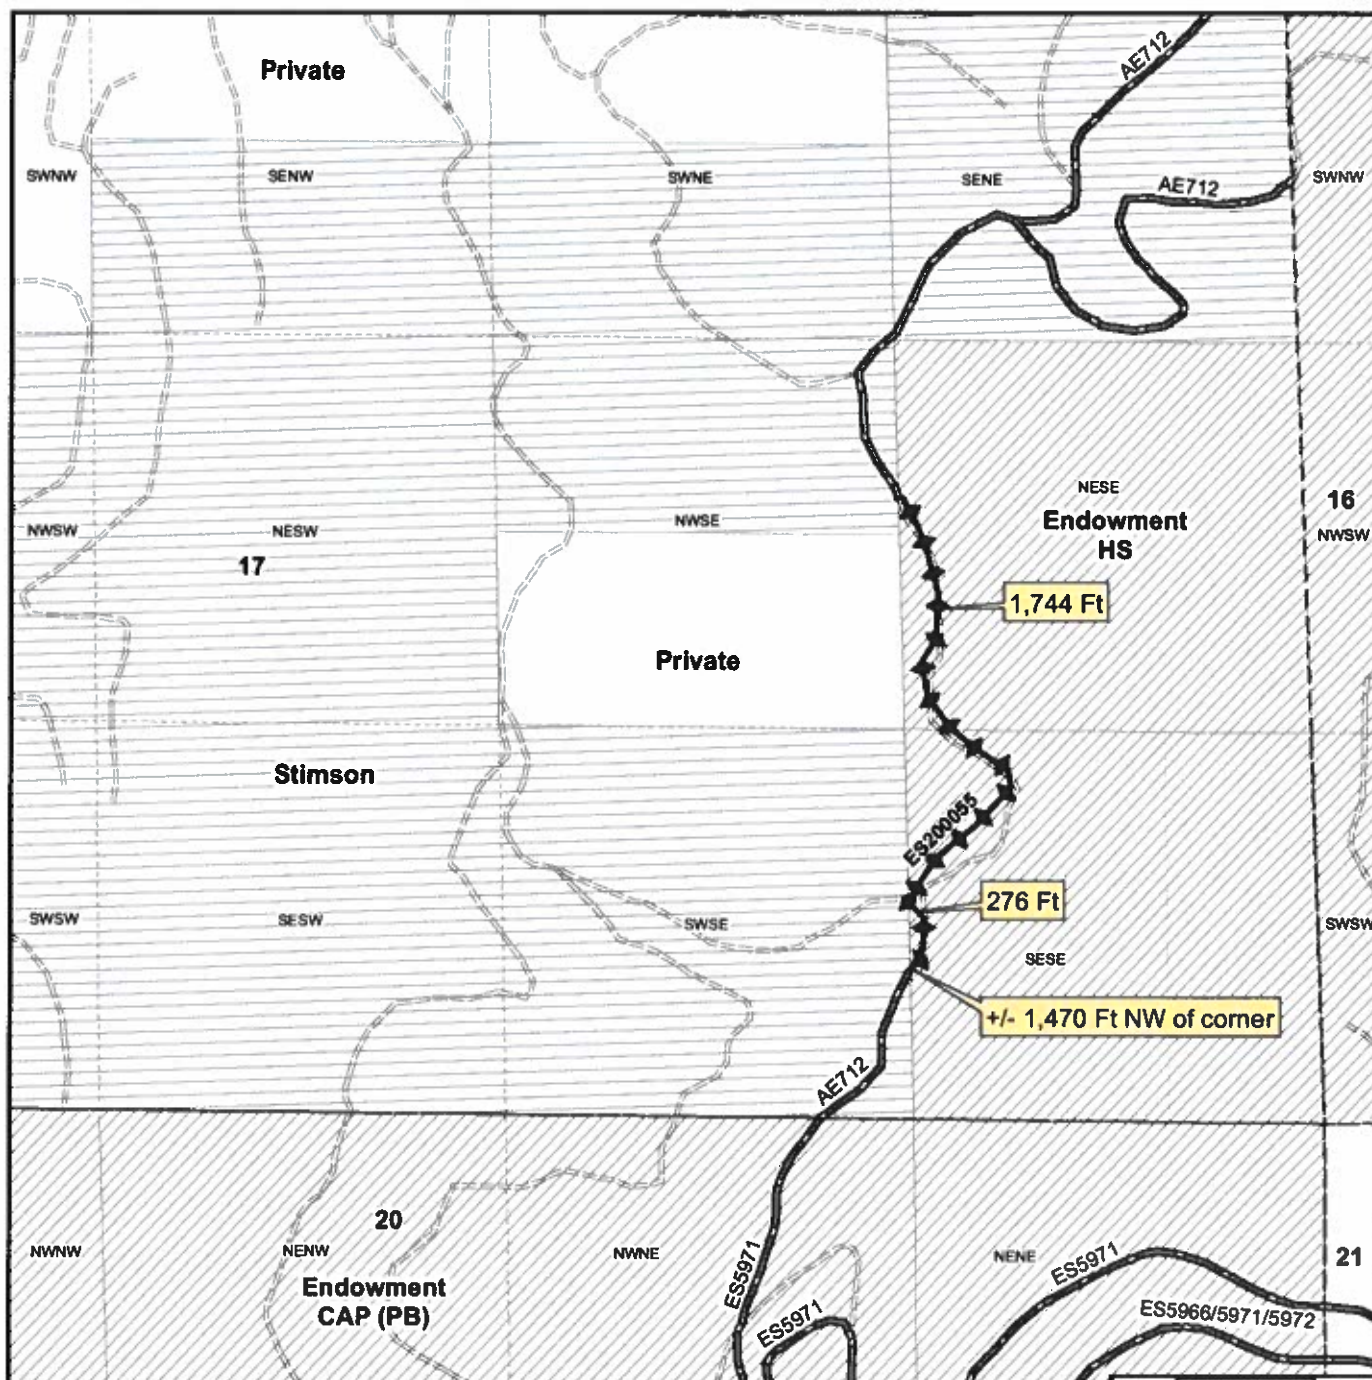 Private
AE712
SWNW
SENW
SWNE
SENE
AE712
SWNW
NESE
Endowment
HS
16
NWSW
NWSW
NESW
NWSE
17
1,744 Ft
Private
Stimson
ES200055
276 Ft
SWSW
SESW
SWSE
SWSW
SESE
+/- 1,470 Ft NW of corner
AE712
20
NWNW
NENW
NWNE
NENE
ES5971
21
Endowment
CAP (PB)
ES5971
ES5971
ES5966/5971/5972